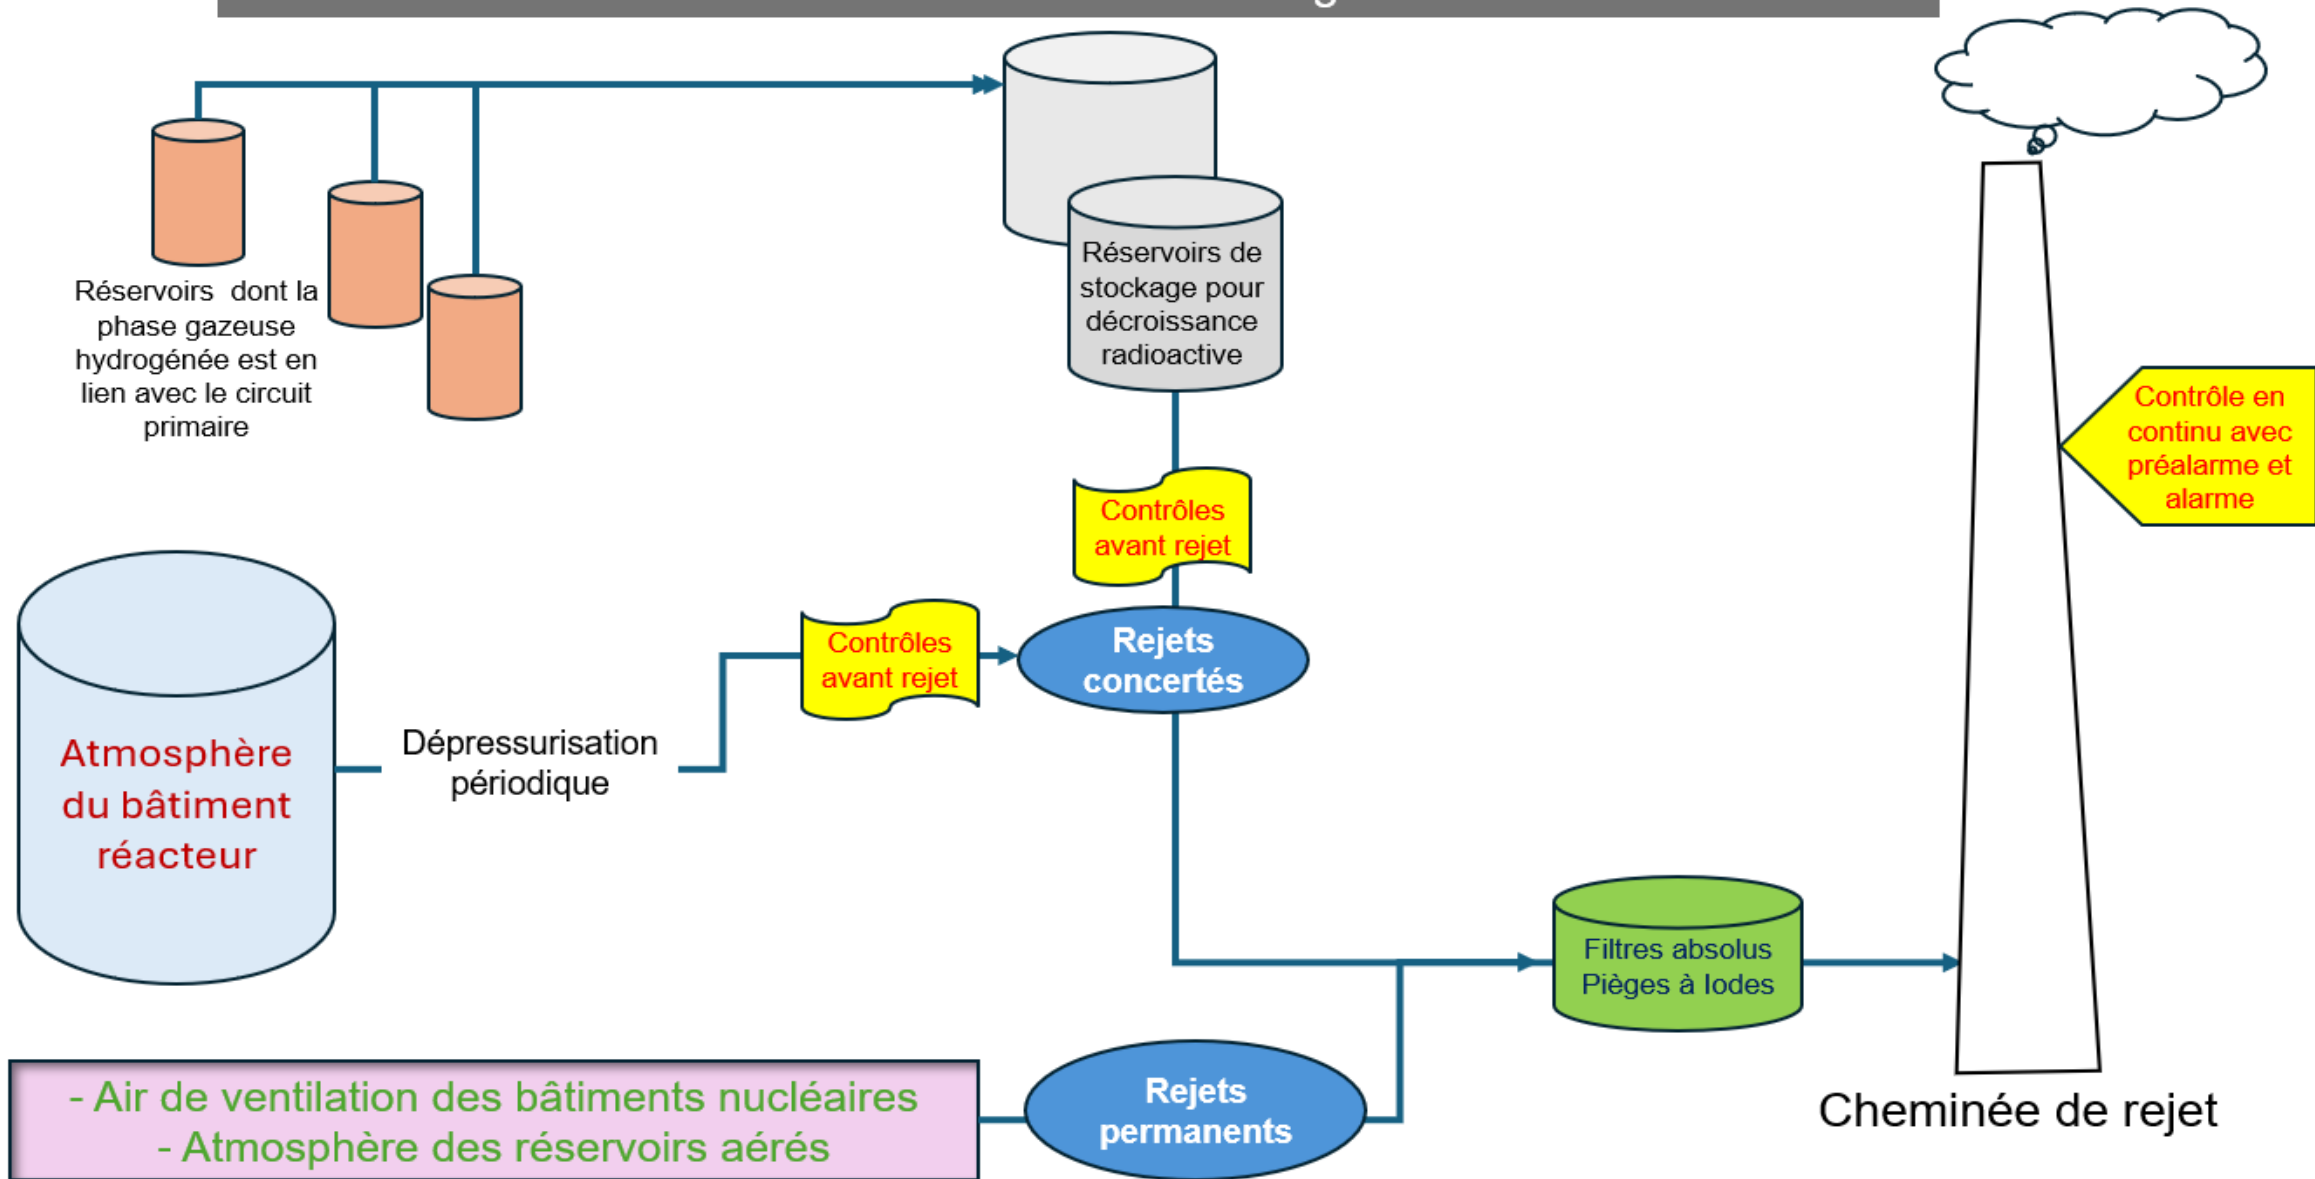 Réservoirs dont la
phase gazeuse
hydrogénée est en
lien avec le circuit
primaire
Réservoirs de
stockage pour
décroissance
radioactive
Contrôle en
continu avec
préalarme et
alarme
Contrôles
avant rejet
Contrôles
avant rejet
Rejets
concertés
Atmosphère
du bâtiment
réacteur
Dépressurisation
périodique
Filtres absolus
Pièges à Iodes
- Air de ventilation des bâtiments nucléaires
- Atmosphère des réservoirs aérés
Rejets
permanents
Cheminée de rejet